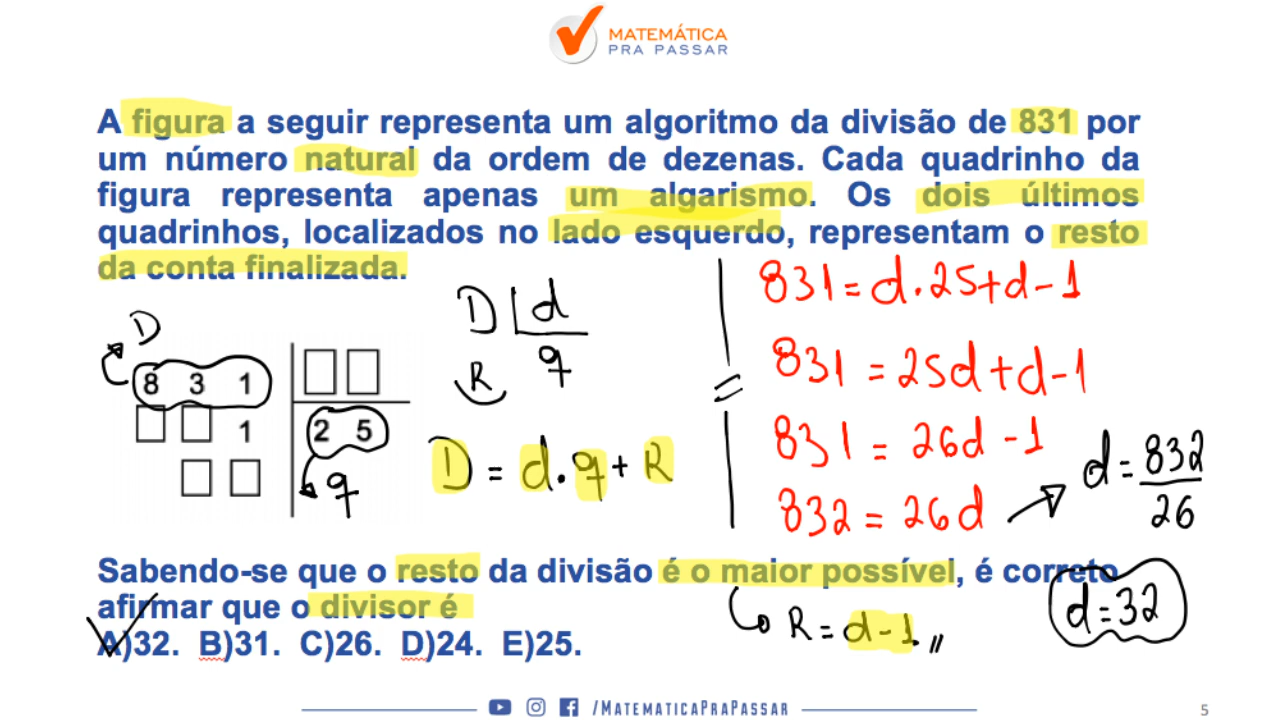 MATEMÁTICA
PRA PASSAR
A figura a seguir representa um algoritmo da divisão de 831 por
um número natural da ordem de dezenas. Cada quadrinho da
figura representa apenas um algarismo. Os dois últimos
quadrinhos, localizados no lado esquerdo, representam o resto
da conta finalizada.
D
8 3 1
1
2 5
q
D d
R q
D = d.q + R
831 = d.25 + d - 1
831 = 25d + d - 1
831 = 26d - 1
832 = 26d
d = 832
26
d = 32
Sabendo-se que o resto da divisão é o maior possível, é correto
afirmar que o divisor é
R = d - 1 //
A)32. B)31. C)26. D)24. E)25.
/MATEMATICAPRAPASSAR
5